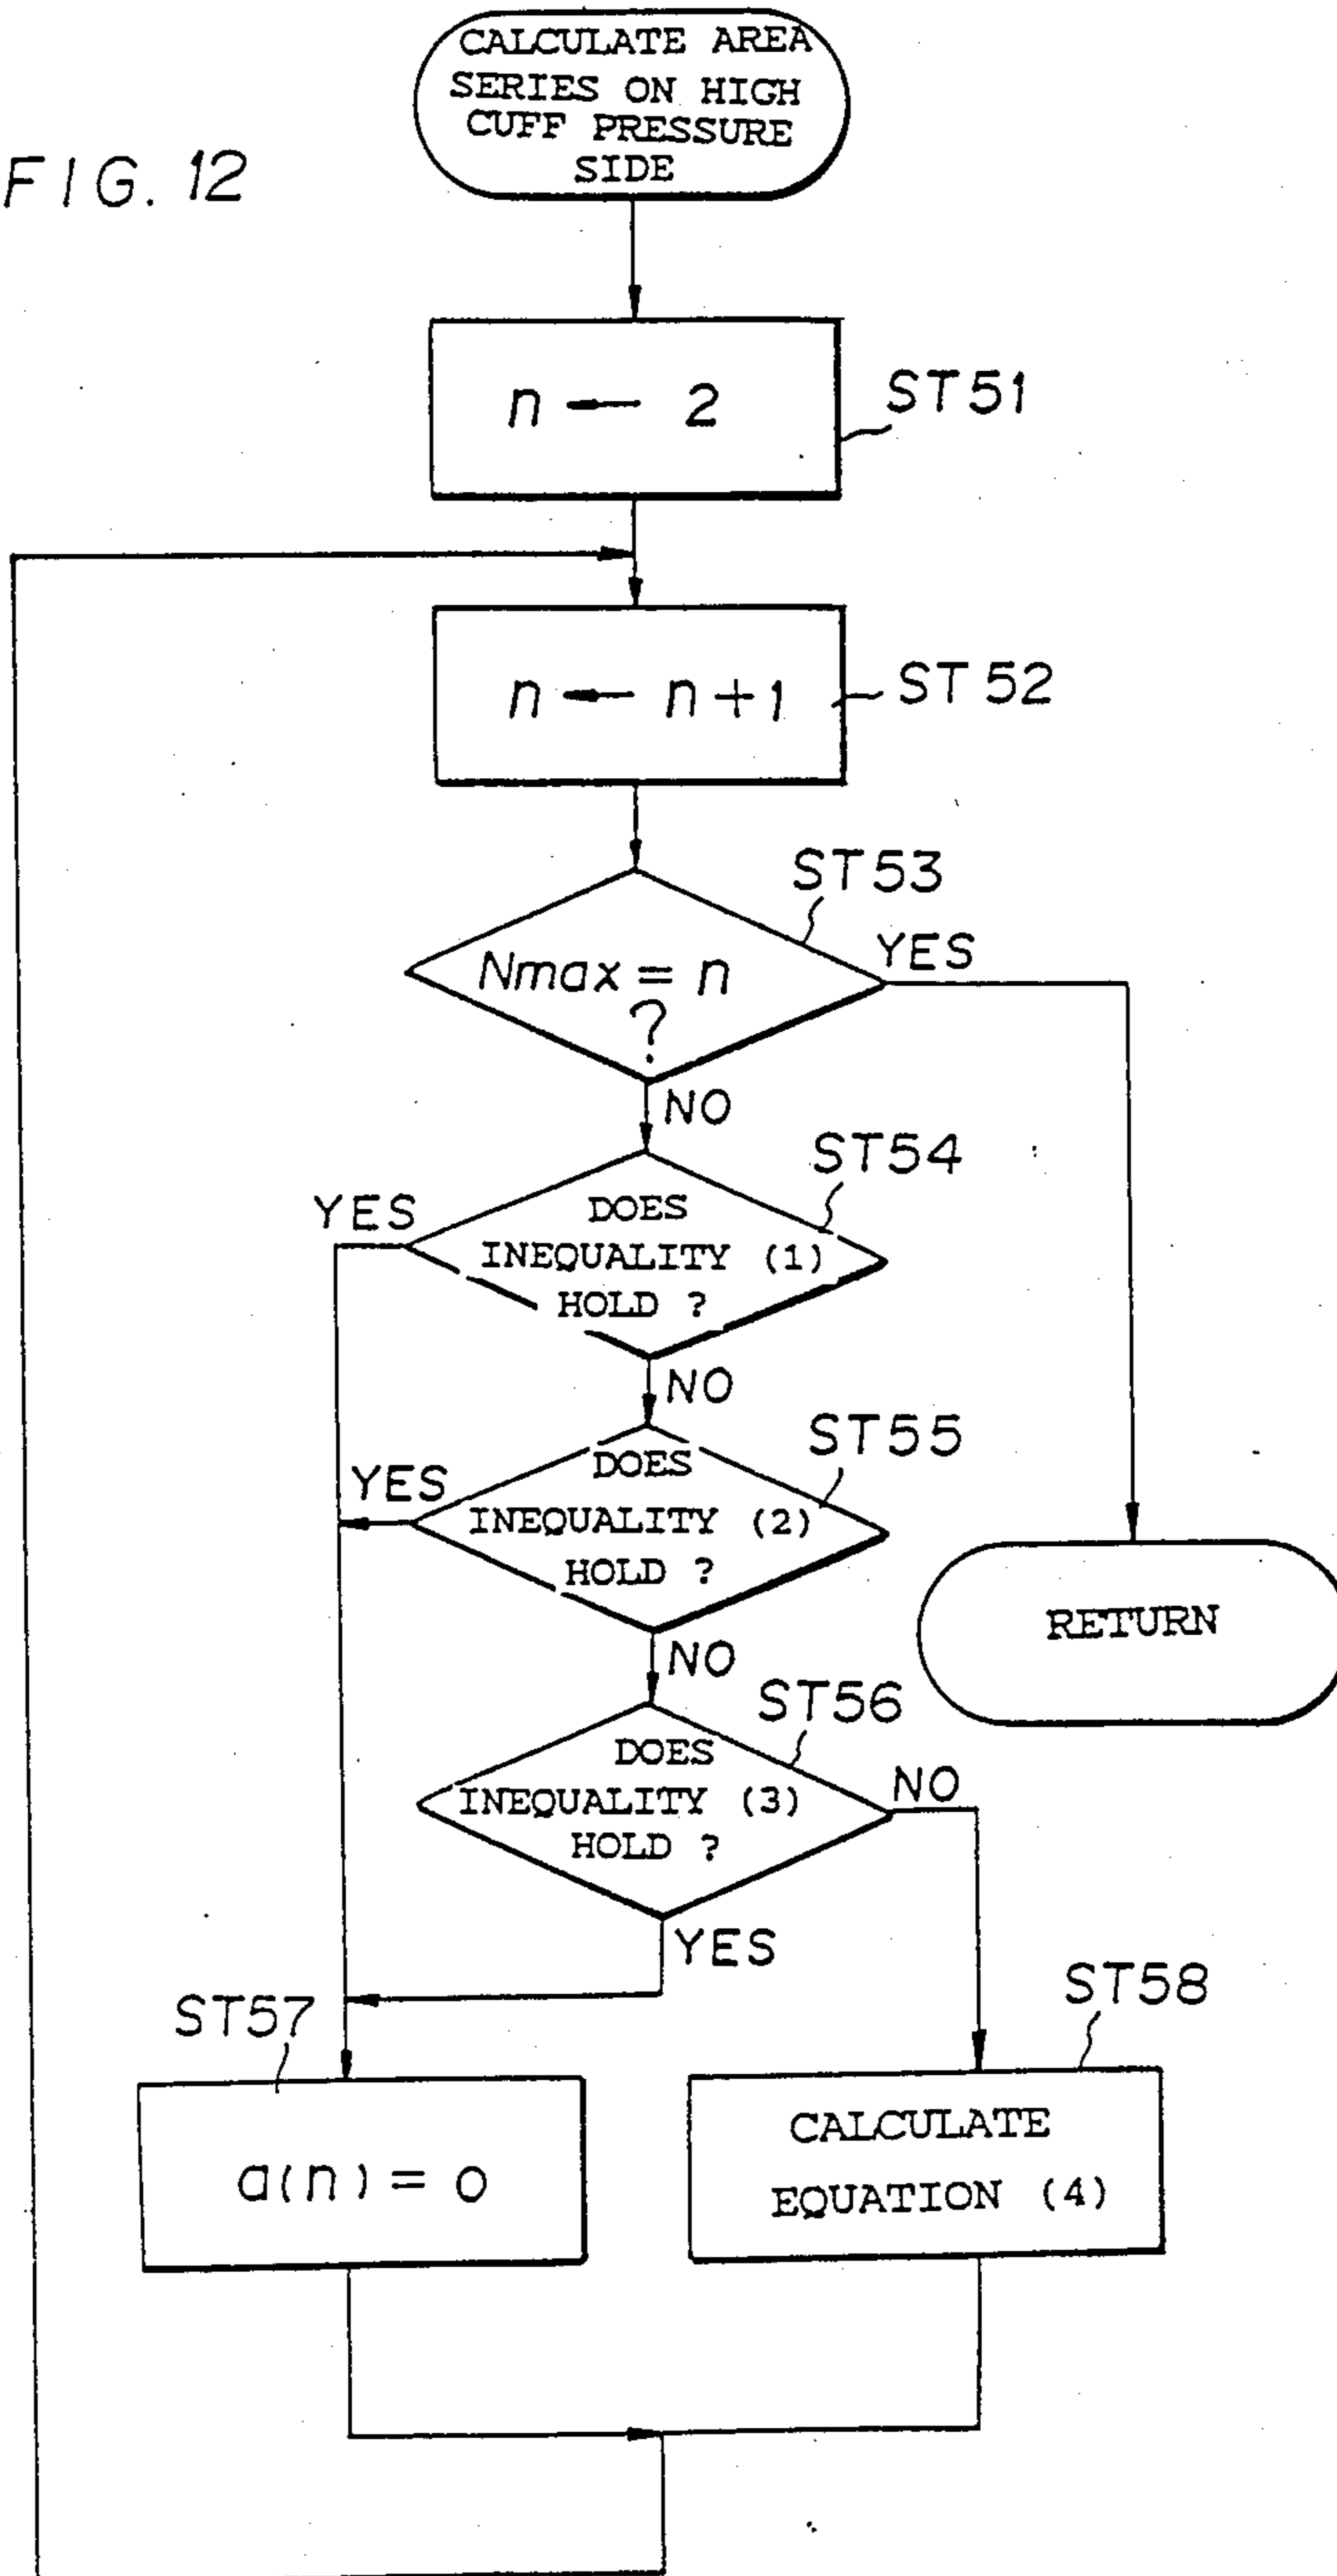 CALCULATE AREA
SERIES ON HIGH
CUFF PRESSURE
SIDE
FIG. 12
n ← 2
ST51
n ← n+1
ST52
ST53
Nmax = n
?
YES
NO
ST54
YES
DOES
INEQUALITY (1)
HOLD ?
NO
ST55
YES
DOES
INEQUALITY (2)
HOLD ?
NO
RETURN
ST56
DOES
INEQUALITY (3)
HOLD ?
NO
YES
ST57
a(n) = 0
ST58
CALCULATE
EQUATION (4)